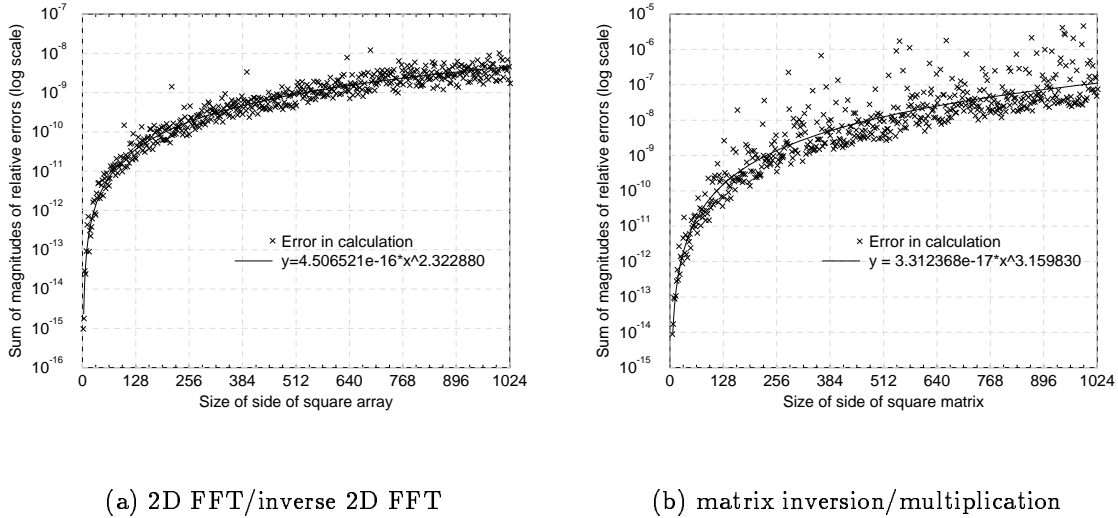 Sum of magnitudes of relative errors (log scale)
10-7
10-8
10-9
10-10
10-11
10-12
10-13
10-14
10-15
10-16
× Error in calculation
y=4.506521e-16*x^2.322880
0 128 256 384 512 640 768 896 1024
Size of side of square array
(a) 2D FFT/inverse 2D FFT
Sum of magnitudes of relative errors (log scale)
10-5
10-6
10-7
10-8
10-9
10-10
10-11
10-12
10-13
10-14
10-15
× Error in calculation
y = 3.312368e-17*x^3.159830
0 128 256 384 512 640 768 896 1024
Size of side of square matrix
(b) matrix inversion/multiplication